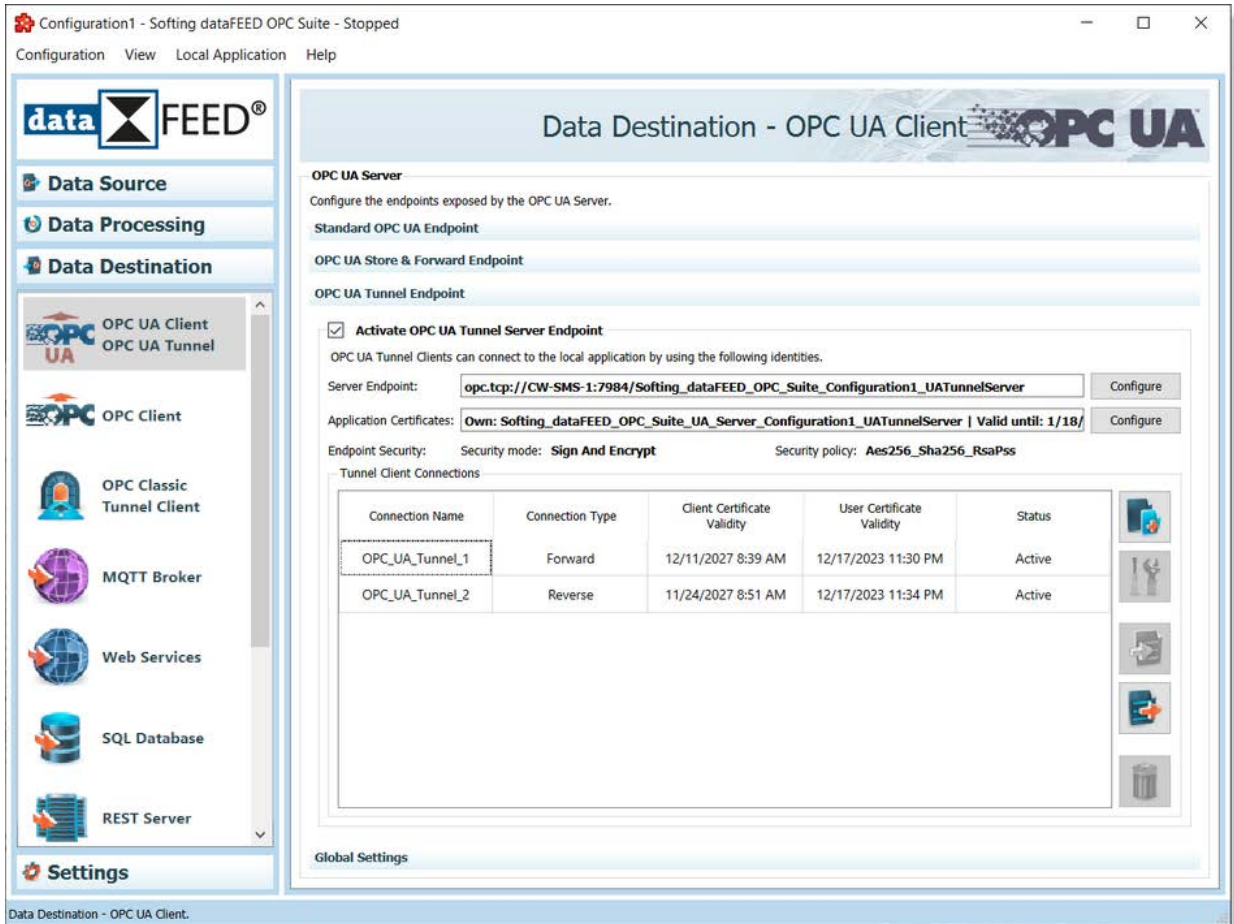 Configuration1 - Softing dataFEED OPC Suite - Stopped
Configuration View Local Application Help
data FEED®
Data Source
Data Processing
Data Destination
OPC UA
OPC UA Client
OPC UA Tunnel
OPC
OPC Client
OPC Classic
Tunnel Client
MQTT Broker
Web Services
SQL Database
REST Server
Settings
Data Destination - OPC UA Client
OPC UA
OPC UA Server
Configure the endpoints exposed by the OPC UA Server.
Standard OPC UA Endpoint
OPC UA Store & Forward Endpoint
OPC UA Tunnel Endpoint
Activate OPC UA Tunnel Server Endpoint
OPC UA Tunnel Clients can connect to the local application by using the following identities.
Server Endpoint: opc.tcp://CW-SMS-1:7984/Softing_dataFEED_OPC_Suite_Configuration1_UATunnelServer Configure
Application Certificates: Own: Softing_dataFEED_OPC_Suite_UA_Server_Configuration1_UATunnelServer | Valid until: 1/18/ Configure
Endpoint Security: Security mode: Sign And Encrypt Security policy: Aes256_Sha256_RsaPss
Tunnel Client Connections
Connection Name Connection Type Client Certificate Validity User Certificate Validity Status
OPC_UA_Tunnel_1 Forward 12/11/2027 8:39 AM 12/17/2023 11:30 PM Active
OPC_UA_Tunnel_2 Reverse 11/24/2027 8:51 AM 12/17/2023 11:34 PM Active
Global Settings
Data Destination - OPC UA Client.